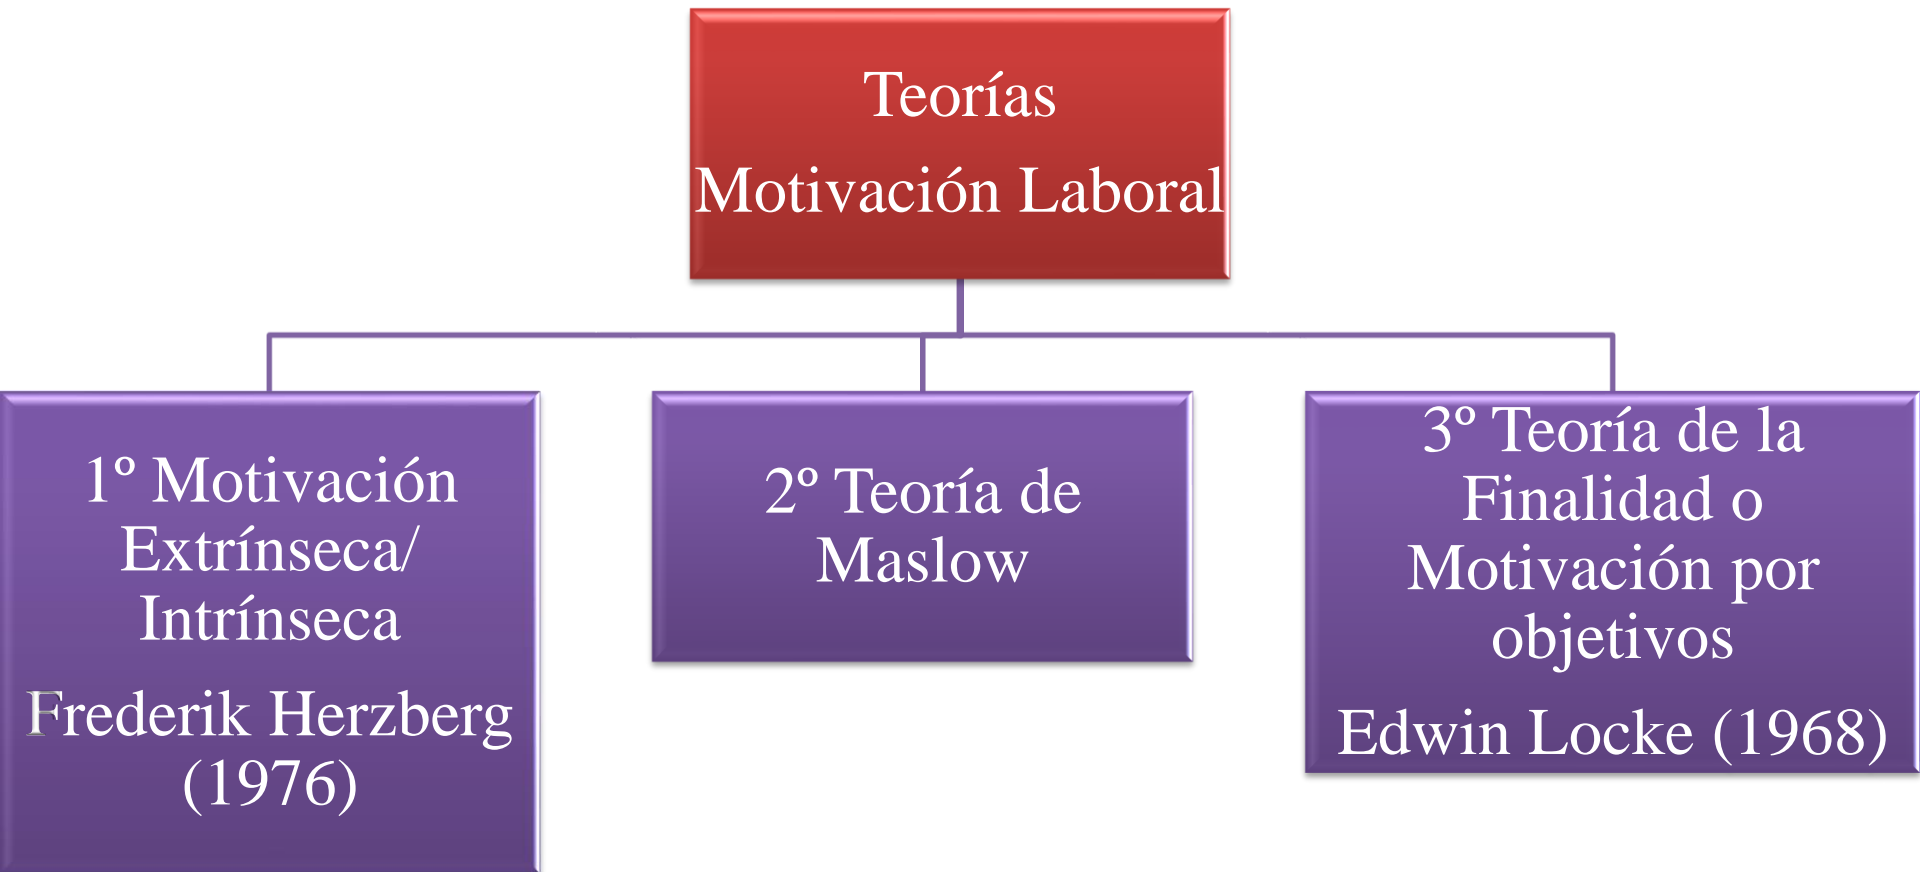 Teorías
Motivación Laboral
1º Motivación
Extrínseca/
Intrínseca
Frederik Herzberg
(1976)
2º Teoría de
Maslow
3º Teoría de la
Finalidad o
Motivación por
objetivos
Edwin Locke (1968)